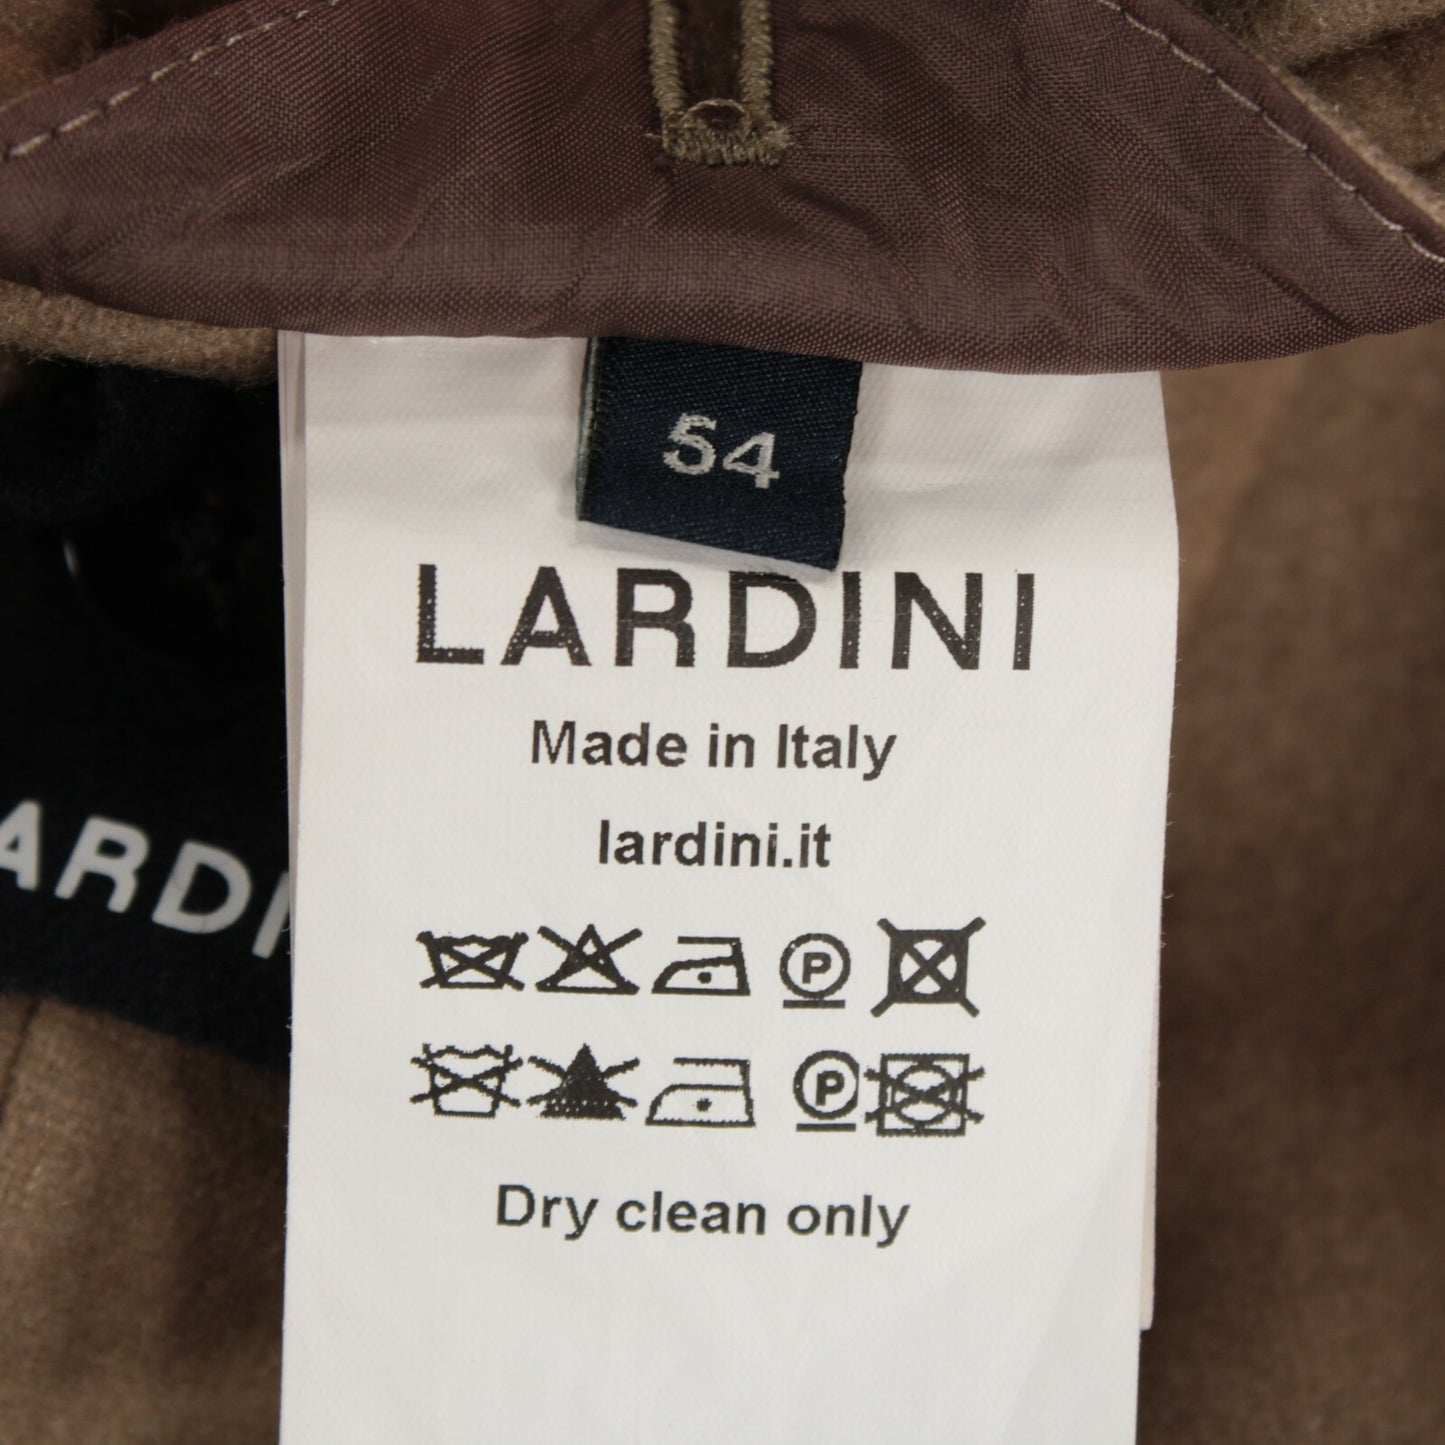 54
LARDINI
Made in Italy
lardini.it
ARDI
P
P
Dry clean only